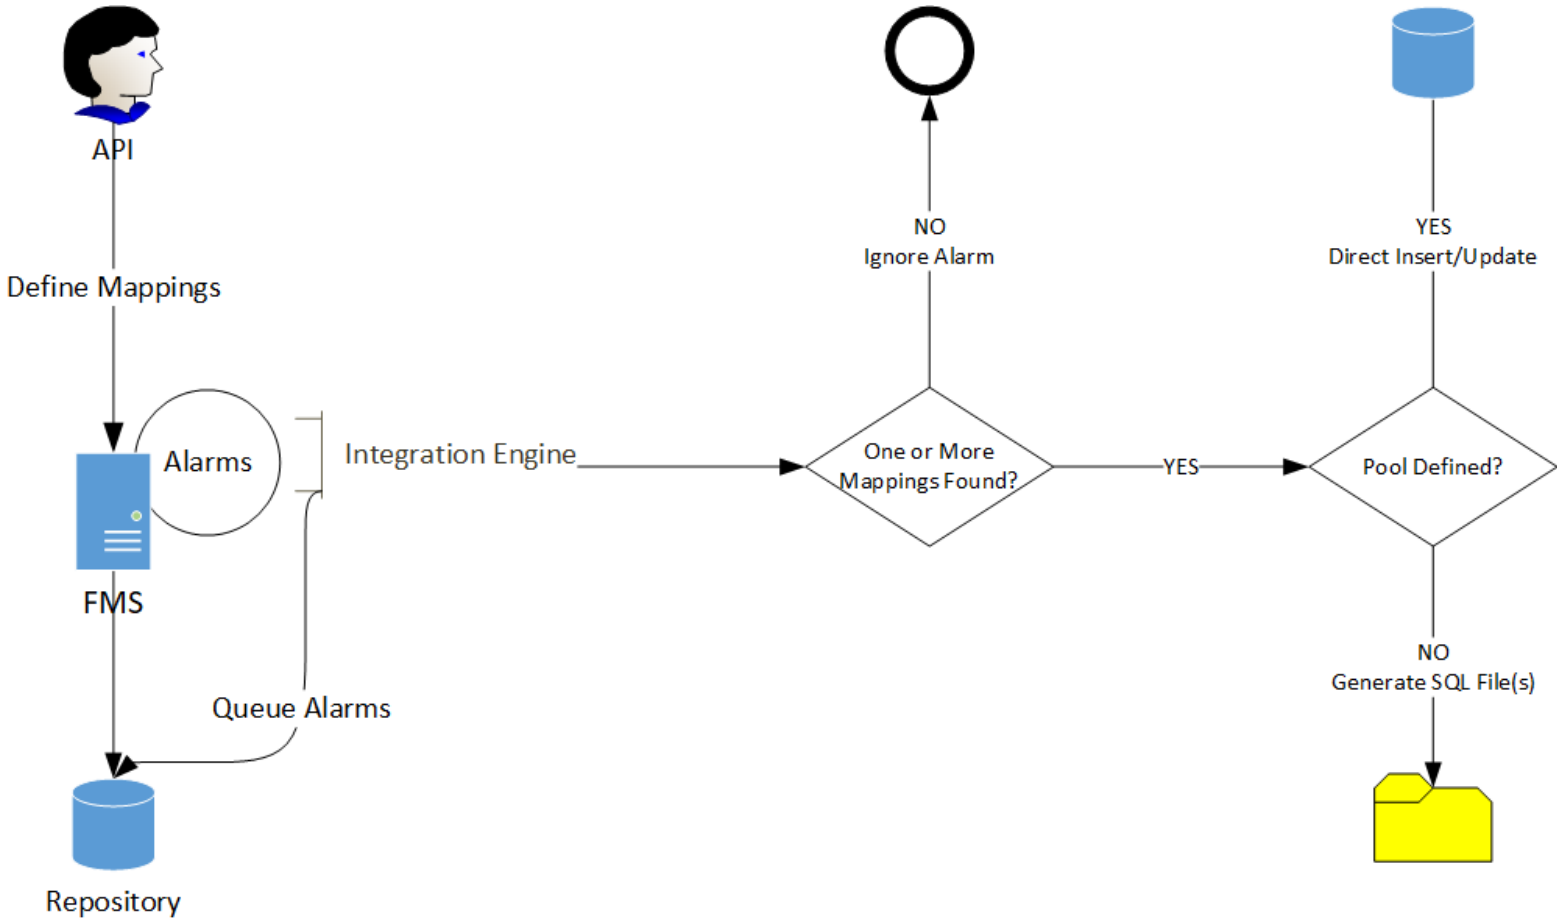 API
Define Mappings
Alarms
FMS
Queue Alarms
Repository
Integration Engine
NO
Ignore Alarm
One or More
Mappings Found?
YES
YES
Direct Insert/Update
Pool Defined?
NO
Generate SQL File(s)